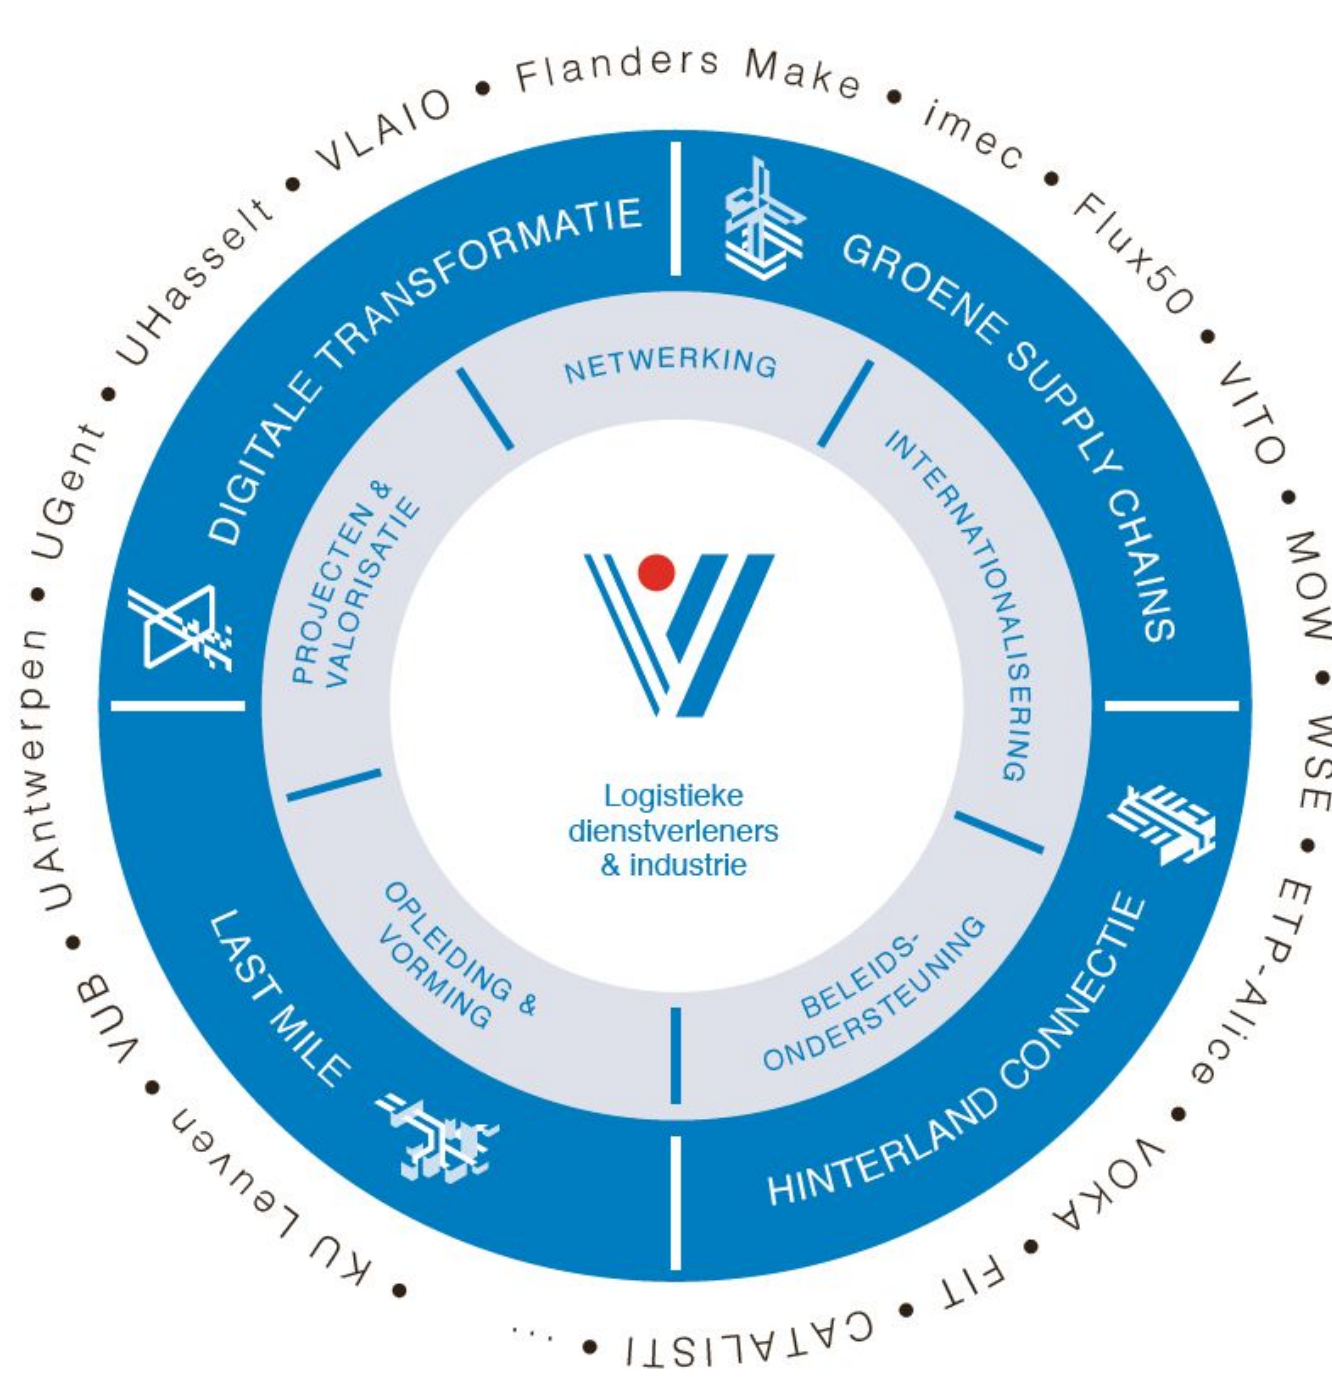 KU Leuven • VUB • UAntwerpen • UGent • UHasselt • VLAIO • Flanders Make • imec • Flux50 • VITO • MOW • WSE • ETP-Alice • VOKA • FIT • CATALISTI • ... •
DIGITALE TRANSFORMATIE
GROENE SUPPLY CHAINS
HINTERLAND CONNECTIE
LAST MILE
NETWERKING
INTERNATIONALISERING
BELEIDS-
ONDERSTEUNING
OPLEIDING &
VORMING
PROJECTEN &
VALORISATIE
Logistieke
dienstverleners
& industrie